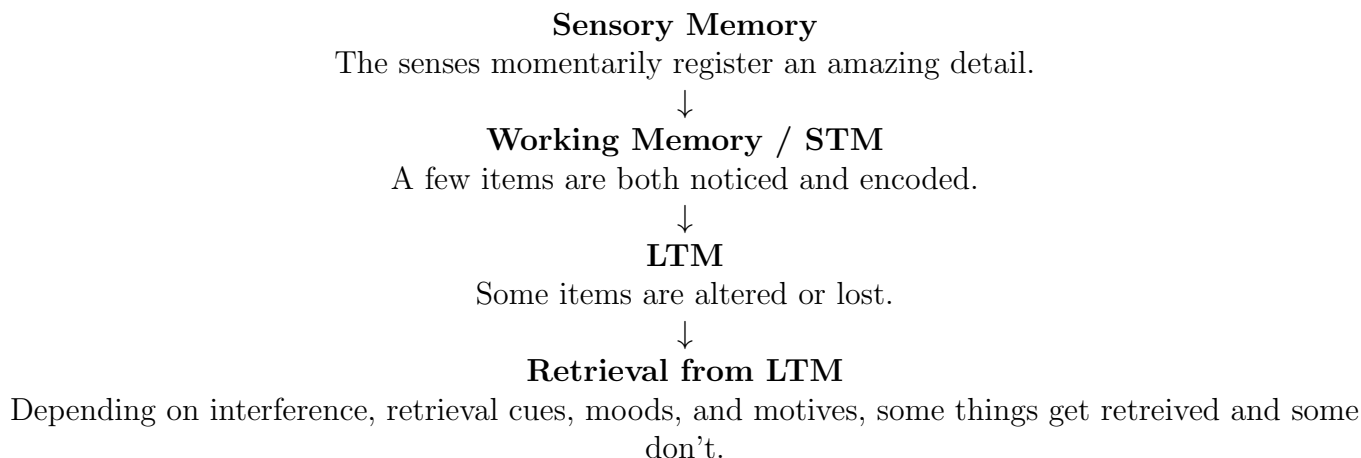 Sensory Memory
The senses momentarily register an amazing detail.
↓
Working Memory / STM
A few items are both noticed and encoded.
↓
LTM
Some items are altered or lost.
↓
Retrieval from LTM
Depending on interference, retrieval cues, moods, and motives, some things get retreived and some
don't.